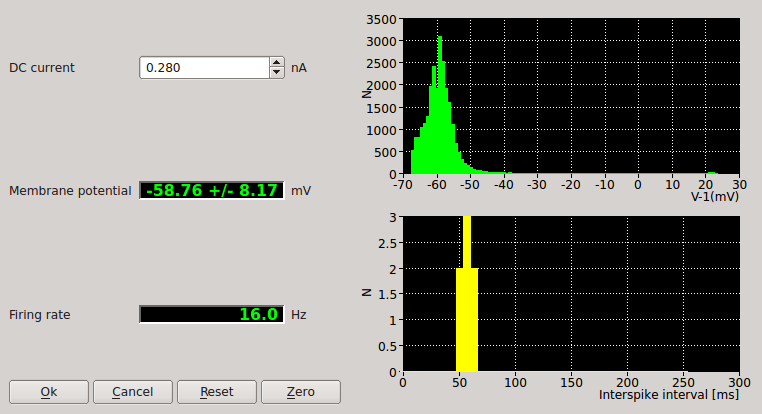 DC current 0.280 nA
Membrane potential -58.76 +/- 8.17 mV
Firing rate 16.0 Hz
Ok Cancel Reset Zero
3500
3000
2500
2000
1500
1000
500
0
N
-70 -60 -50 -40 -30 -20 -10 0 10 20 30
V-1(mV)
3
2.5
2
1.5
1
0.5
0
N
0 50 100 150 200 250 300
Interspike interval [ms]